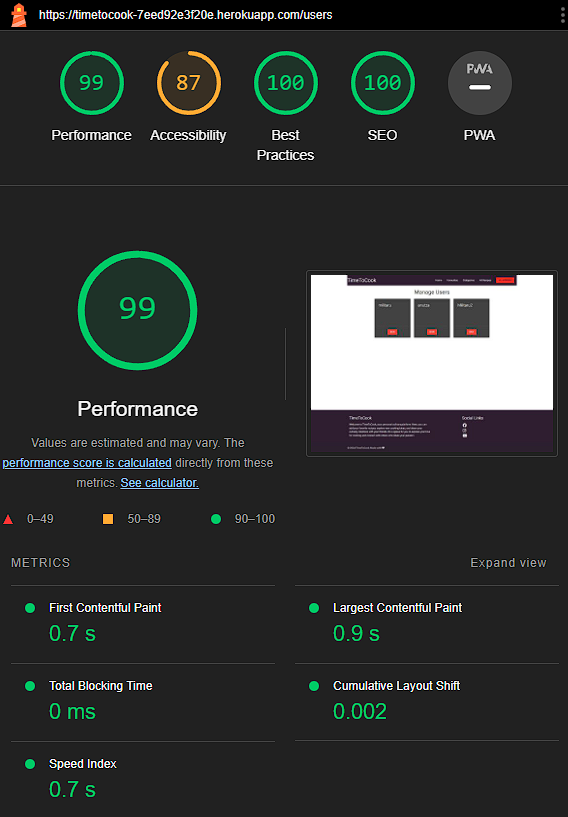 https://timetocook-7eed92e3f20e.herokuapp.com/users
99
87
100
100
PWA
Performance
Accessibility
Best
Practices
SEO
PWA
99
TimeToCook
Manage Users
Performance
Values are estimated and may vary. The
performance score is calculated directly from these
metrics. See calculator.
TimeToCook
Social Links
0–49
50–89
90–100
METRICS
Expand view
First Contentful Paint
0.7 s
Largest Contentful Paint
0.9 s
Total Blocking Time
0 ms
Cumulative Layout Shift
0.002
Speed Index
0.7 s